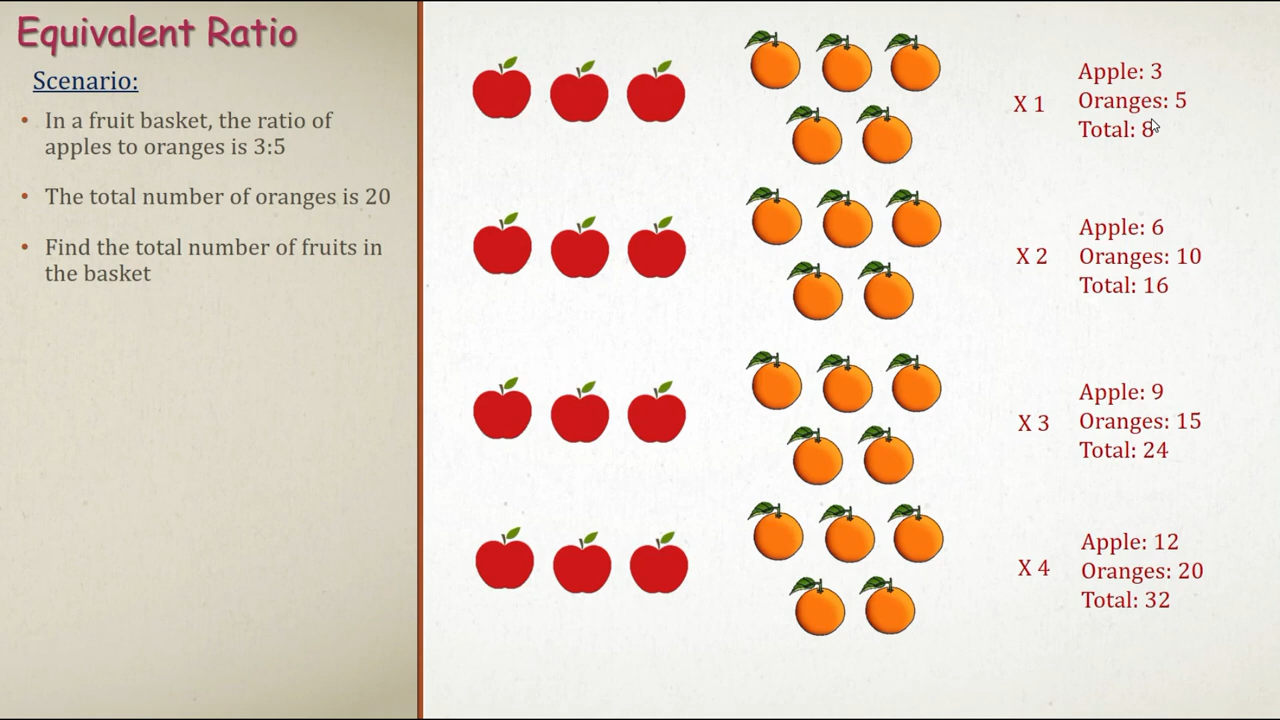 Equivalent Ratio
Scenario:
• In a fruit basket, the ratio of
apples to oranges is 3:5
• The total number of oranges is 20
• Find the total number of fruits in
the basket
X 1
Apple: 3
Oranges: 5
Total: 8
X 2
Apple: 6
Oranges: 10
Total: 16
X 3
Apple: 9
Oranges: 15
Total: 24
X 4
Apple: 12
Oranges: 20
Total: 32